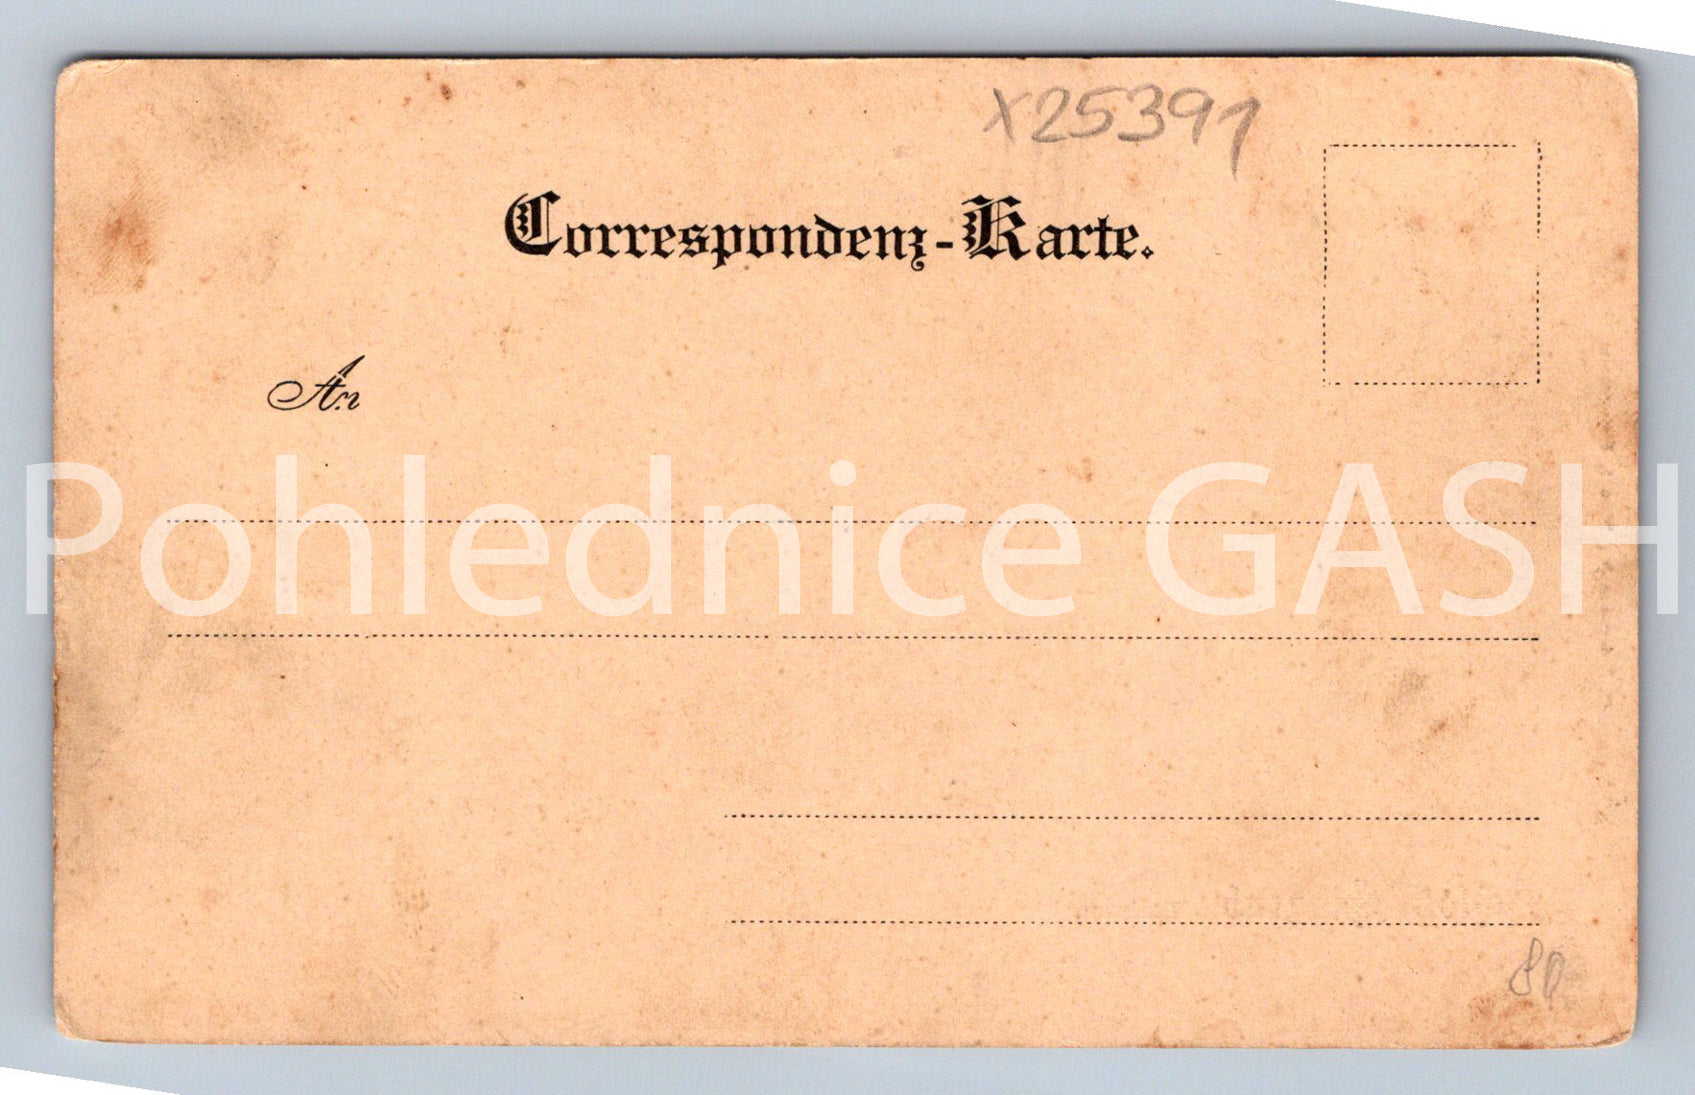 X25391
Correspondenz-Karte.
An
Pohlednice GASH
80